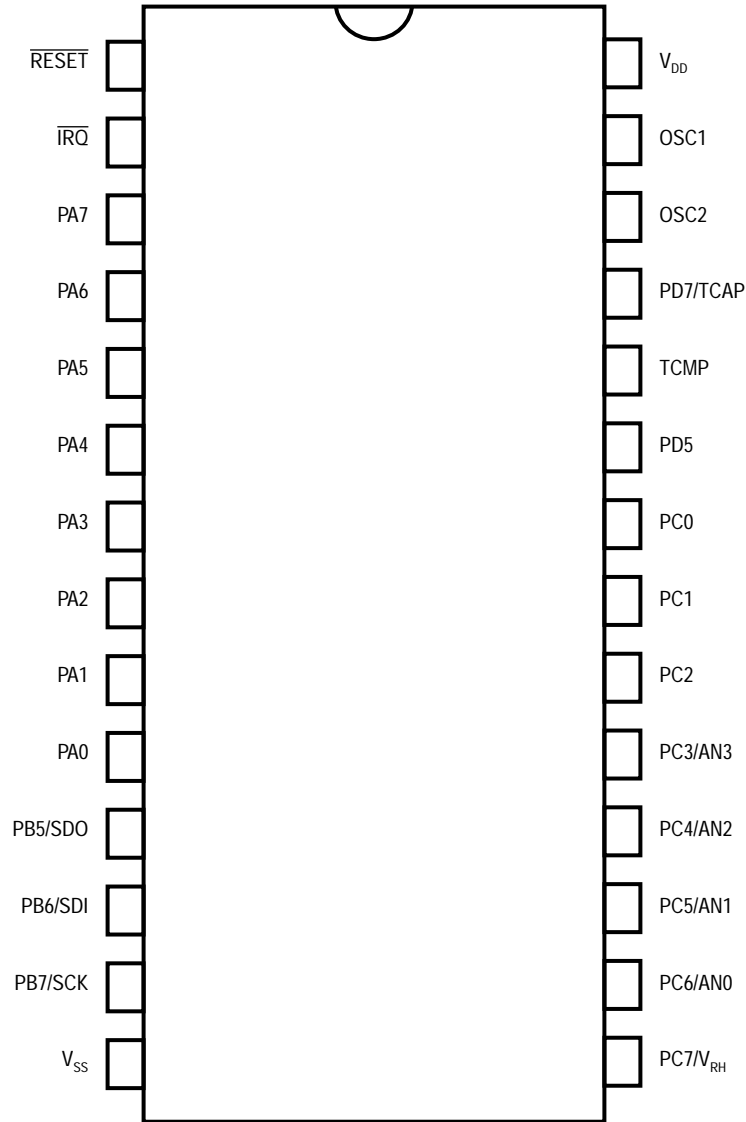 RESET
IRQ
PA7
PA6
PA5
PA4
PA3
PA2
PA1
PA0
PB5/SDO
PB6/SDI
PB7/SCK
VSS
VDD
OSC1
OSC2
PD7/TCAP
TCMP
PD5
PC0
PC1
PC2
PC3/AN3
PC4/AN2
PC5/AN1
PC6/AN0
PC7/VRH